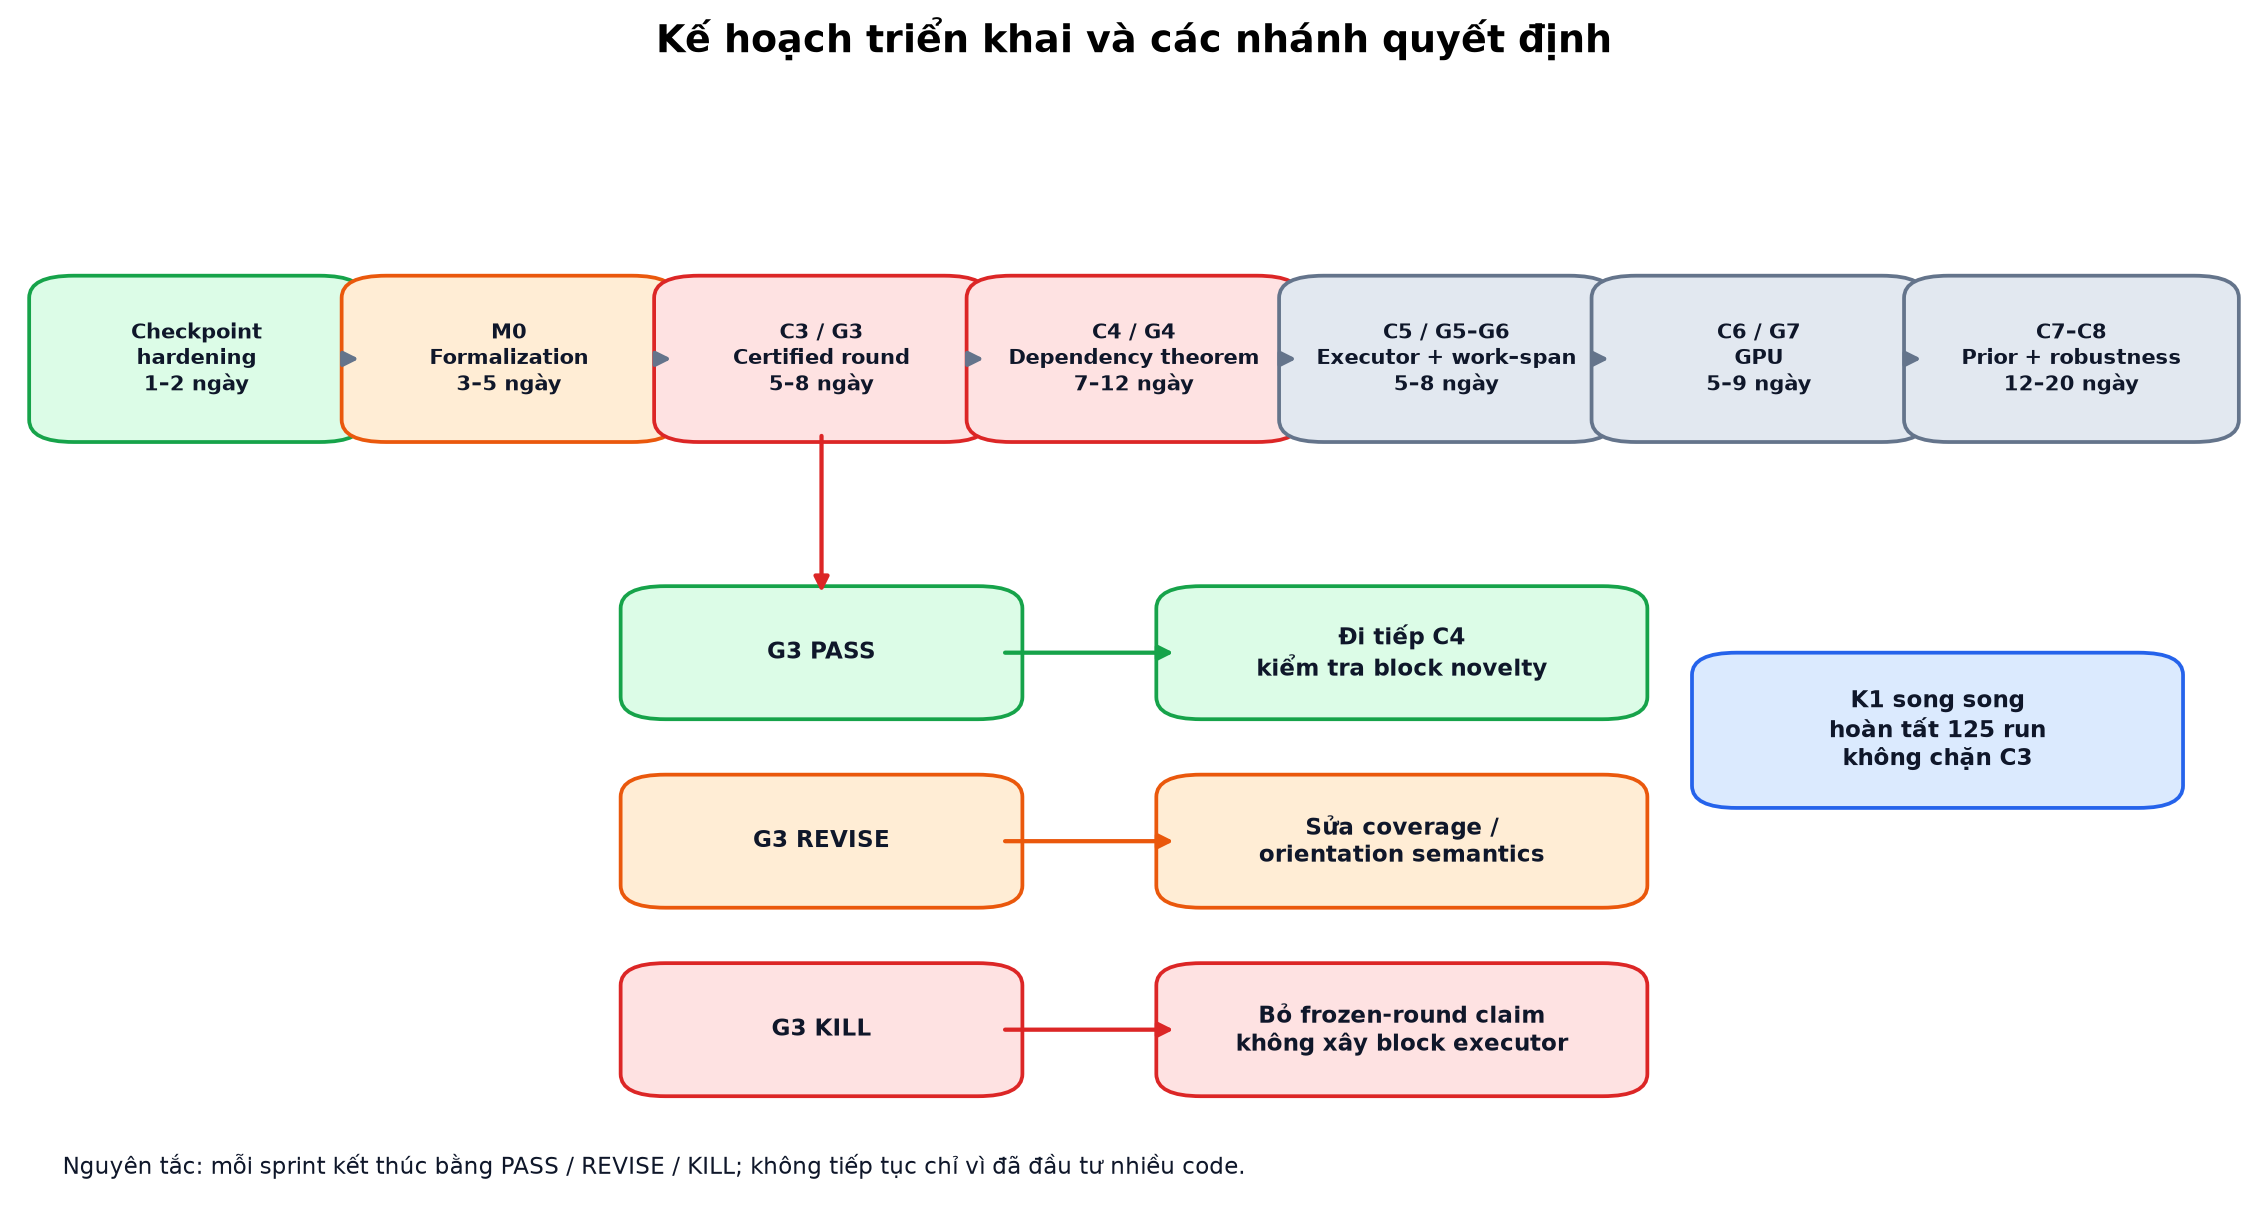 Kế hoạch triển khai và các nhánh quyết định
Checkpoint
hardening
1–2 ngày
M0
Formalization
3–5 ngày
C3 / G3
Certified round
5–8 ngày
C4 / G4
Dependency theorem
7–12 ngày
C5 / G5–G6
Executor + work–span
5–8 ngày
C6 / G7
GPU
5–9 ngày
C7–C8
Prior + robustness
12–20 ngày
G3 PASS
Đi tiếp C4
kiểm tra block novelty
K1 song song
hoàn tất 125 run
không chặn C3
G3 REVISE
Sửa coverage /
orientation semantics
G3 KILL
Bỏ frozen-round claim
không xây block executor
Nguyên tắc: mỗi sprint kết thúc bằng PASS / REVISE / KILL; không tiếp tục chỉ vì đã đầu tư nhiều code.